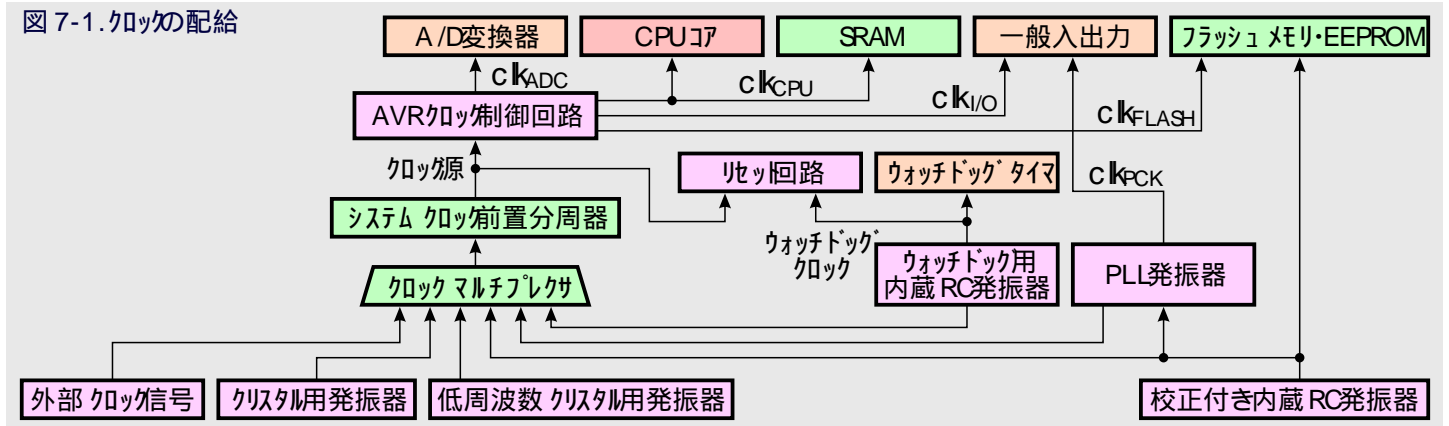 図 7-1. ｸﾛｯｸの配給
A/D変換器
CPUｺｱ
SRAM
一般入出力
ﾌﾗｯｼｭ ﾒﾓﾘ･EEPROM
clkADC
clkCPU
clkI/O
clkFLASH
AVRｸﾛｯｸ制御回路
ｸﾛｯｸ源
ﾘｾｯﾄ回路
ｳｫｯﾁﾄﾞｯｸﾞ ﾀｲﾏ
clkPCK
ｼｽﾃﾑ ｸﾛｯｸ前置分周器
ｳｫｯﾁﾄﾞｯｸﾞ
ｸﾛｯｸ
ｸﾛｯｸ ﾏﾙﾁﾌﾟﾚｸｻ
ｳｫｯﾁﾄﾞｯｸﾞ用
内蔵 RC発振器
PLL発振器
外部 ｸﾛｯｸ信号
ｸﾘｽﾀﾙ用発振器
低周波数 ｸﾘｽﾀﾙ用発振器
校正付き内蔵 RC発振器